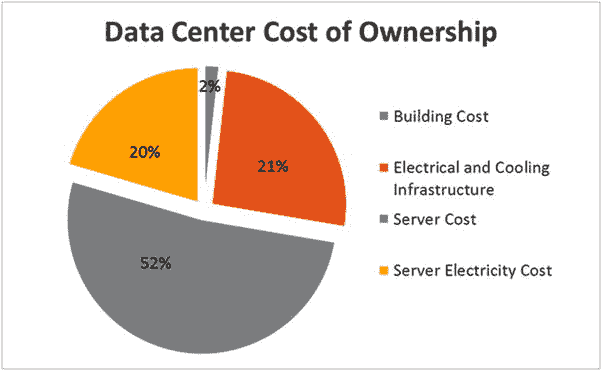 Data Center Cost of Ownership
2%
20%
21%
52%
Building Cost
Electrical and Cooling
Infrastructure
Server Cost
Server Electricity Cost